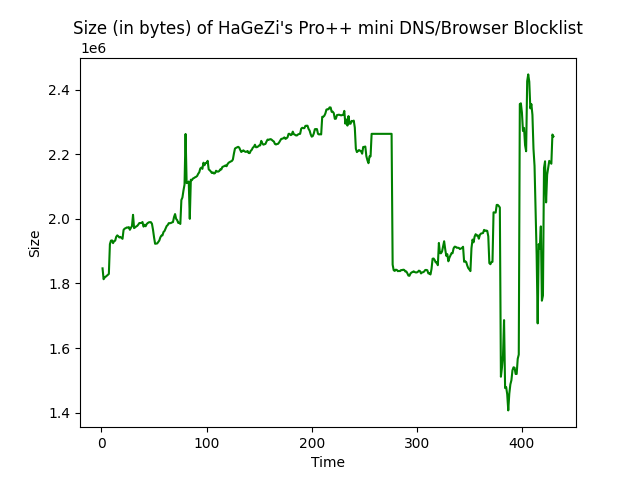 Size (in bytes) of HaGeZi's Pro++ mini DNS/Browser Blocklist
1e6
2.4
2.2
2.0
1.8
1.6
1.4
Size
0 100 200 300 400
Time